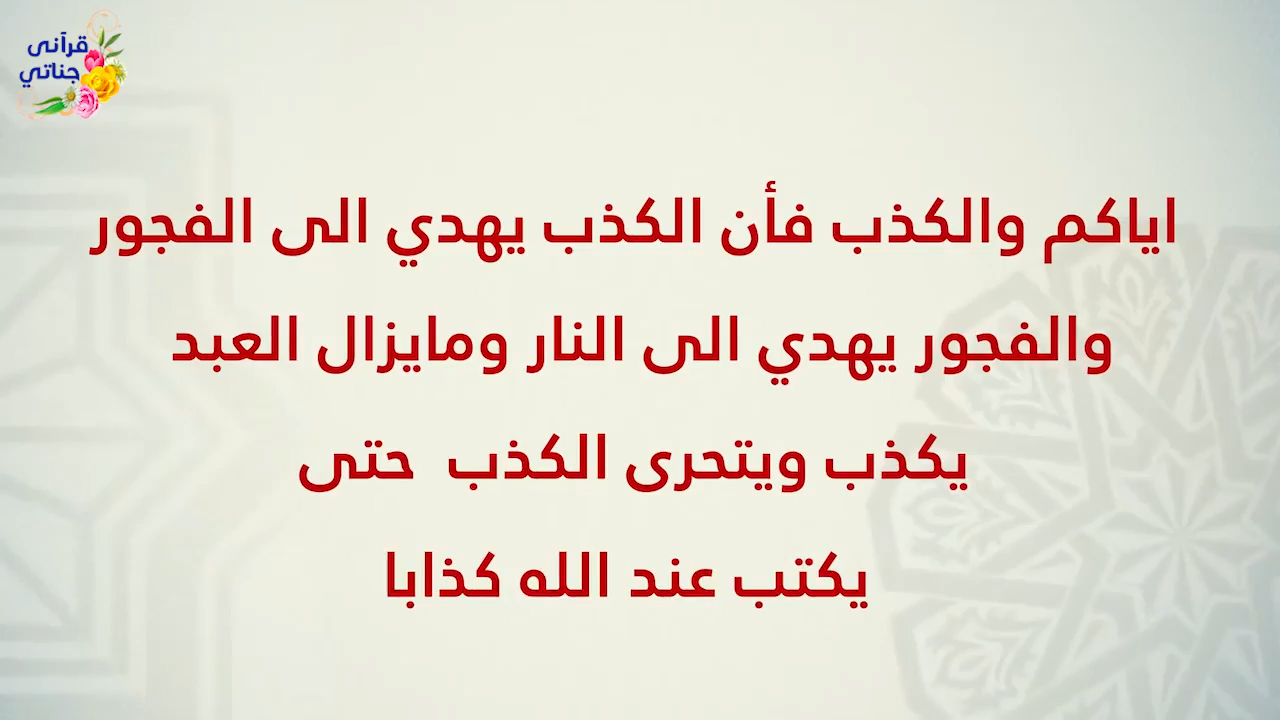 قرآنى
جناتي
اياكم والكذب فأن الكذب يهدي الى الفجور
والفجور يهدي الى النار ومايزال العبد
يكذب ويتحرى الكذب حتى
يكتب عند الله كذابا